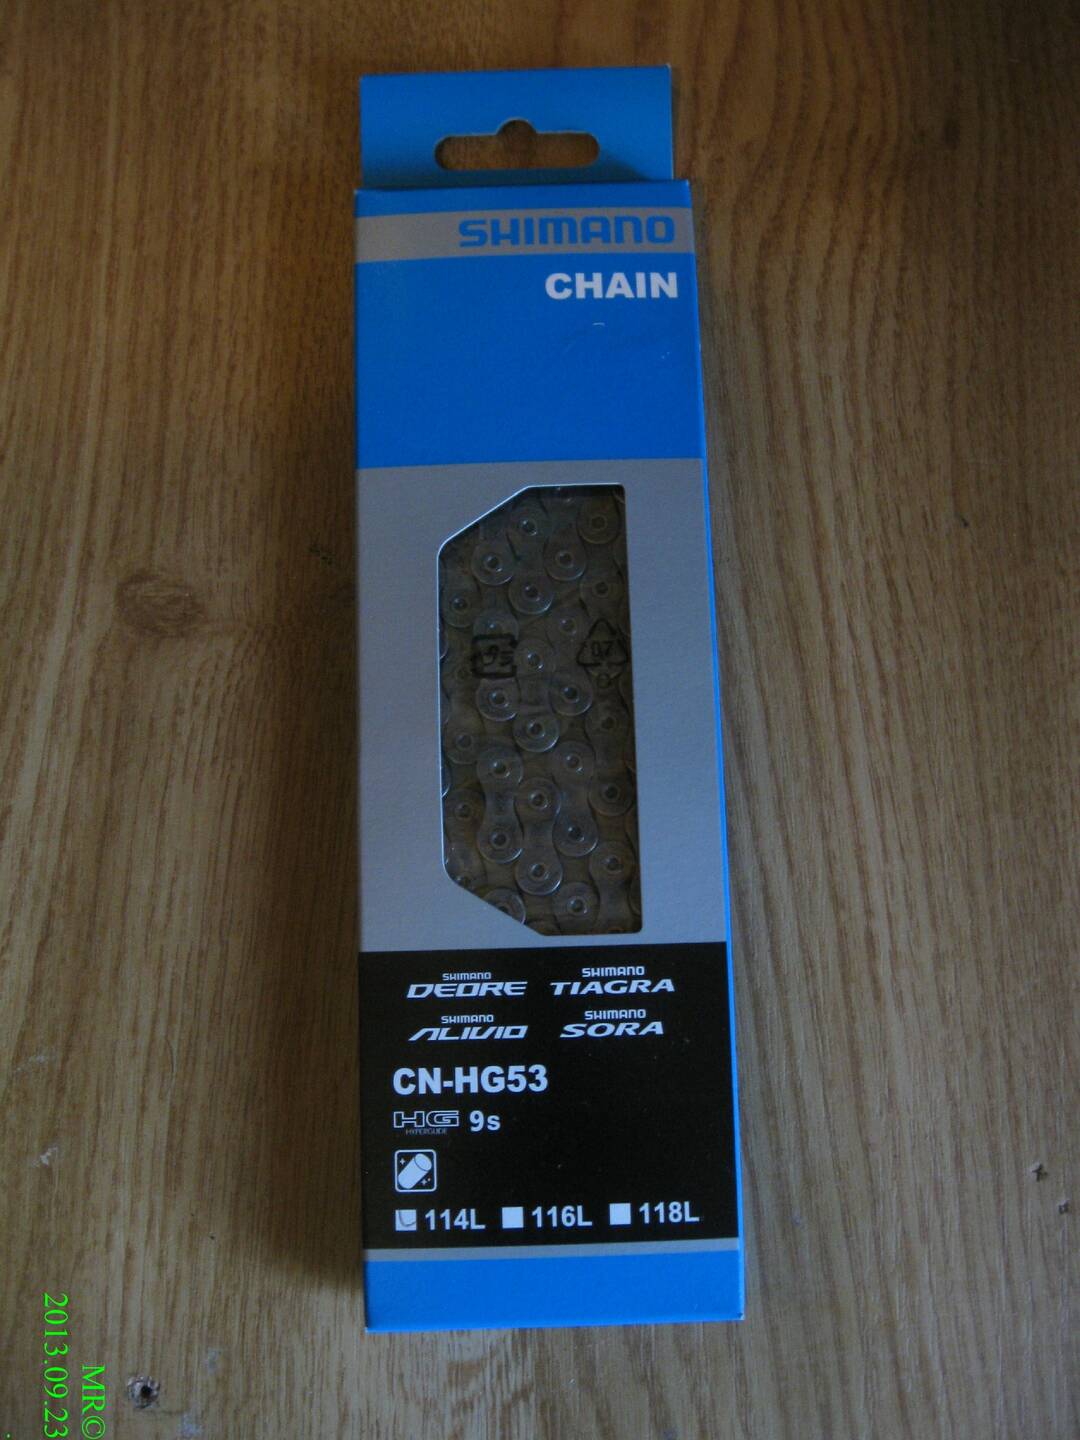 SHIMANO
CHAIN
SHIMANO
DEORE
SHIMANO
TIAGRA
SHIMANO
ALIVIO
SHIMANO
SORA
CN-HG53
HG 9s
HYPERGLIDE
114L 116L 118L
MR©
2013.09.23